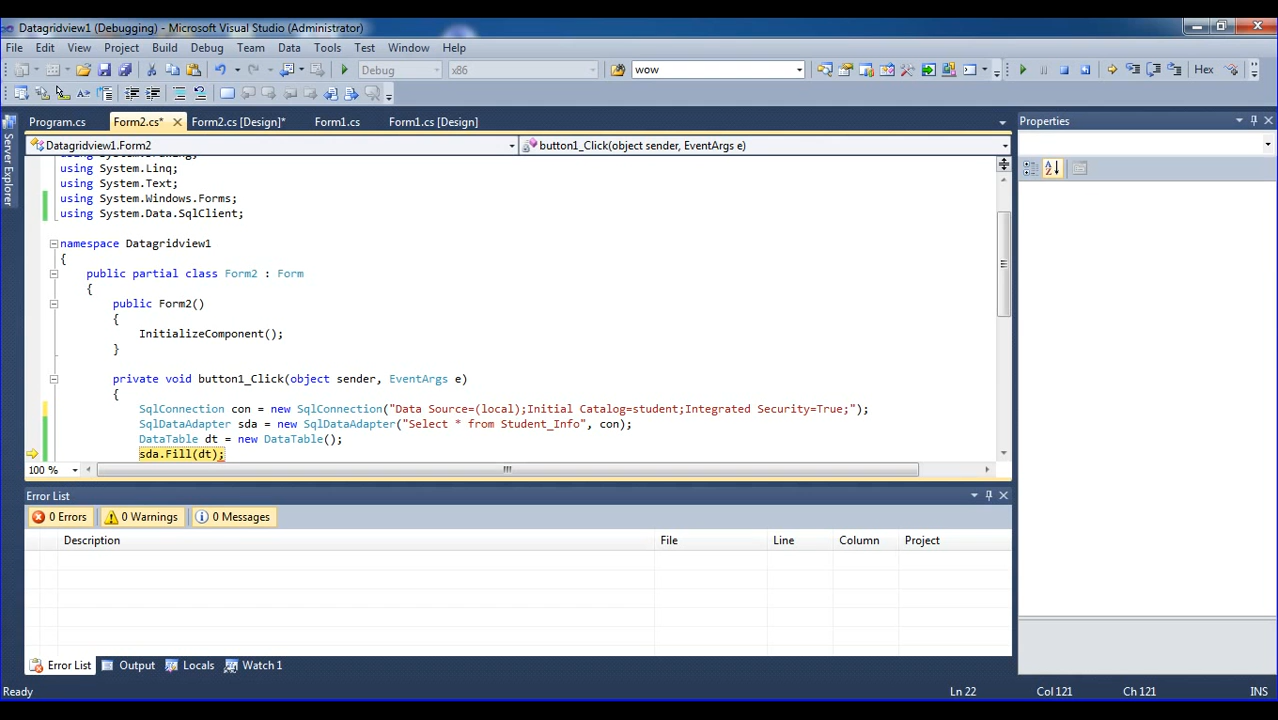 Datagridview1 (Debugging) - Microsoft Visual Studio (Administrator)
File Edit View Project Build Debug Team Data Tools Test Window Help
Debug x86 wow Hex
Program.cs Form2.cs* Form2.cs [Design]* Form1.cs Form1.cs [Design] Properties
Server Explorer
Datagridview1.Form2 button1_Click(object sender, EventArgs e)
using System.Drawing;
using System.Linq;
using System.Text;
using System.Windows.Forms;
using System.Data.SqlClient;
namespace Datagridview1
{
public partial class Form2 : Form
{
public Form2()
{
InitializeComponent();
}
private void button1_Click(object sender, EventArgs e)
{
SqlConnection con = new SqlConnection("Data Source=(local);Initial Catalog=student;Integrated Security=True;");
SqlDataAdapter sda = new SqlDataAdapter("Select * from Student_Info", con);
DataTable dt = new DataTable();
sda.Fill(dt);
100 %
Error List
0 Errors 0 Warnings 0 Messages
Description File Line Column Project
Error List Output Locals Watch 1
Ready Ln 22 Col 121 Ch 121 INS